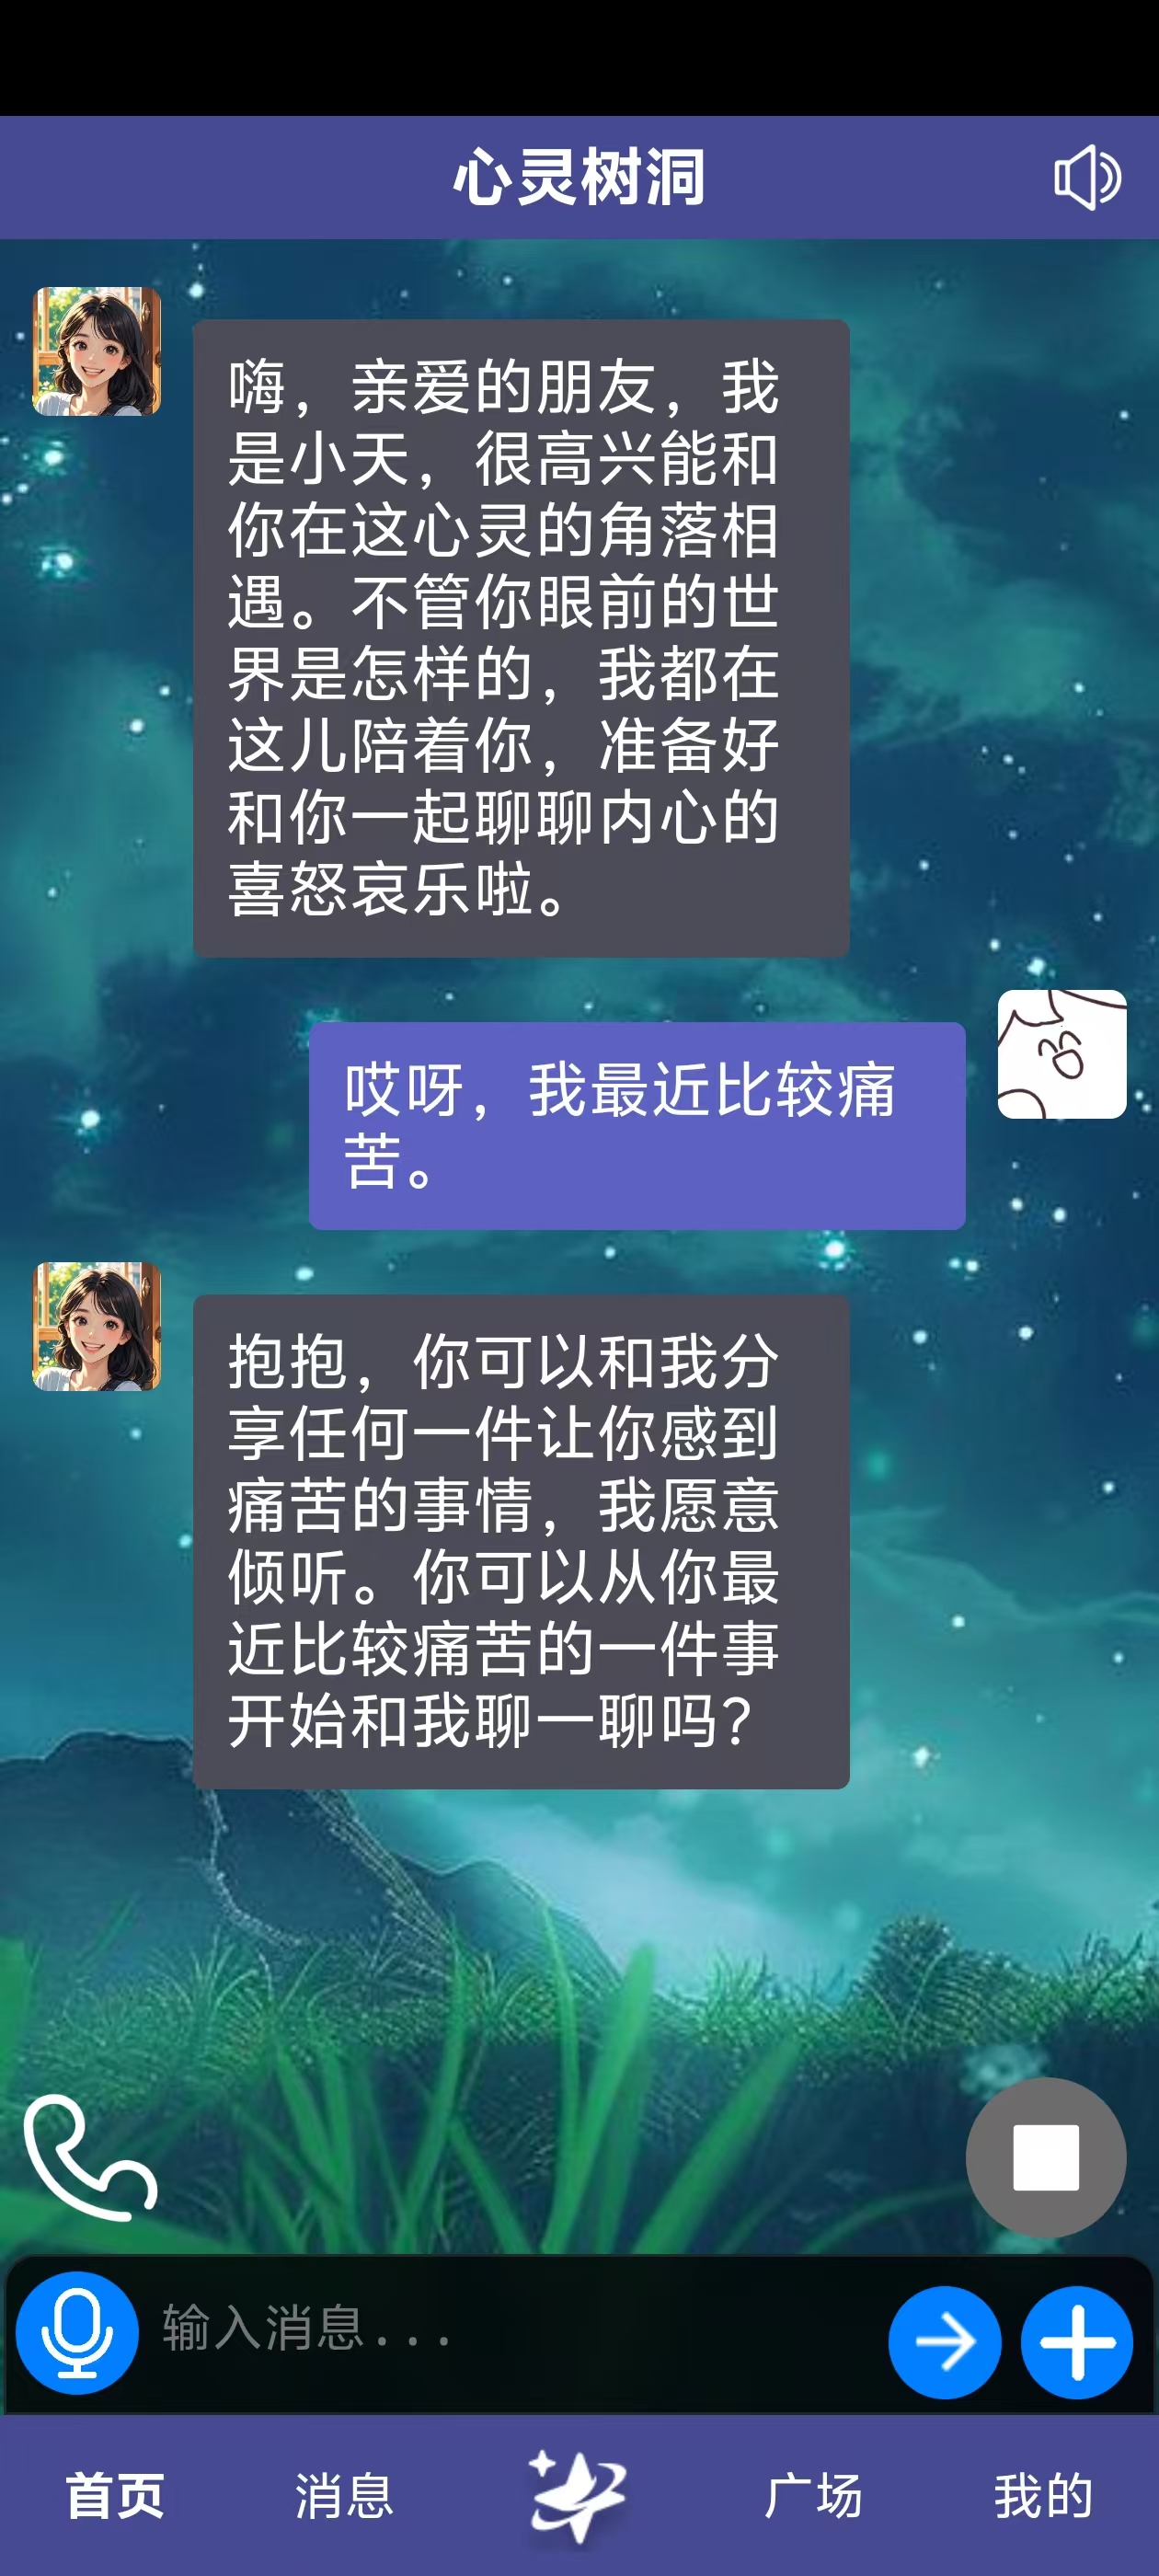 心灵树洞
嗨，亲爱的朋友，我
是小天，很高兴能和
你在这心灵的角落相
遇。不管你眼前的世
界是怎样的，我都在
这儿陪着你，准备好
和你一起聊聊内心的
喜怒哀乐啦。
哎呀，我最近比较痛
苦。
抱抱，你可以和我分
享任何一件让你感到
痛苦的事情，我愿意
倾听。你可以从你最
近比较痛苦的一件事
开始和我聊一聊吗？
输入消息...
首页 消息 广场 我的